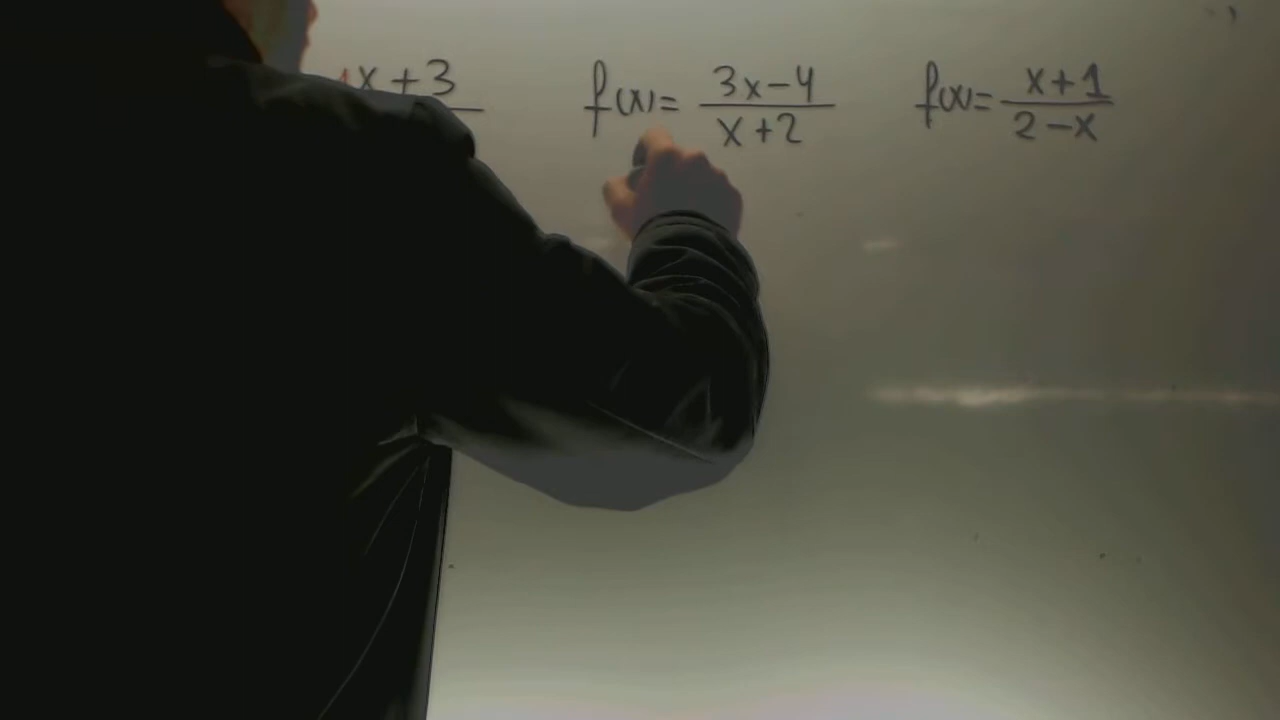 x+3
f(x)= 3x-4
x+2
f(x)= x+1
2-x